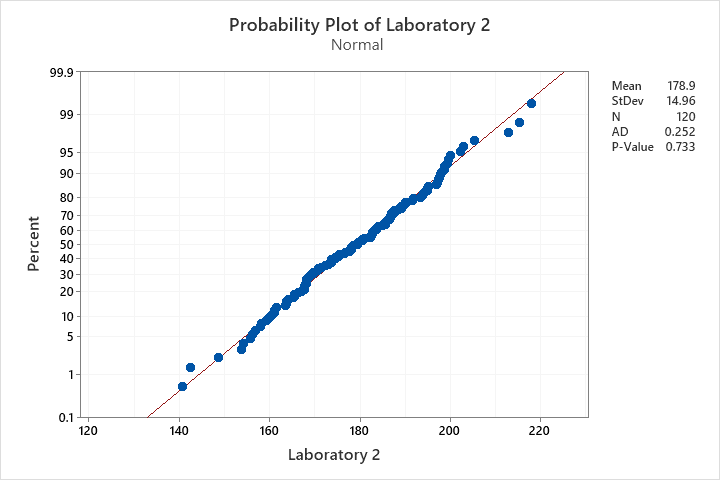 Probability Plot of Laboratory 2
Normal
99.9
99
95
90
80
70
60
50
40
30
20
10
5
1
0.1
Percent
120 140 160 180 200 220
Laboratory 2
Mean 178.9
StDev 14.96
N 120
AD 0.252
P-Value 0.733